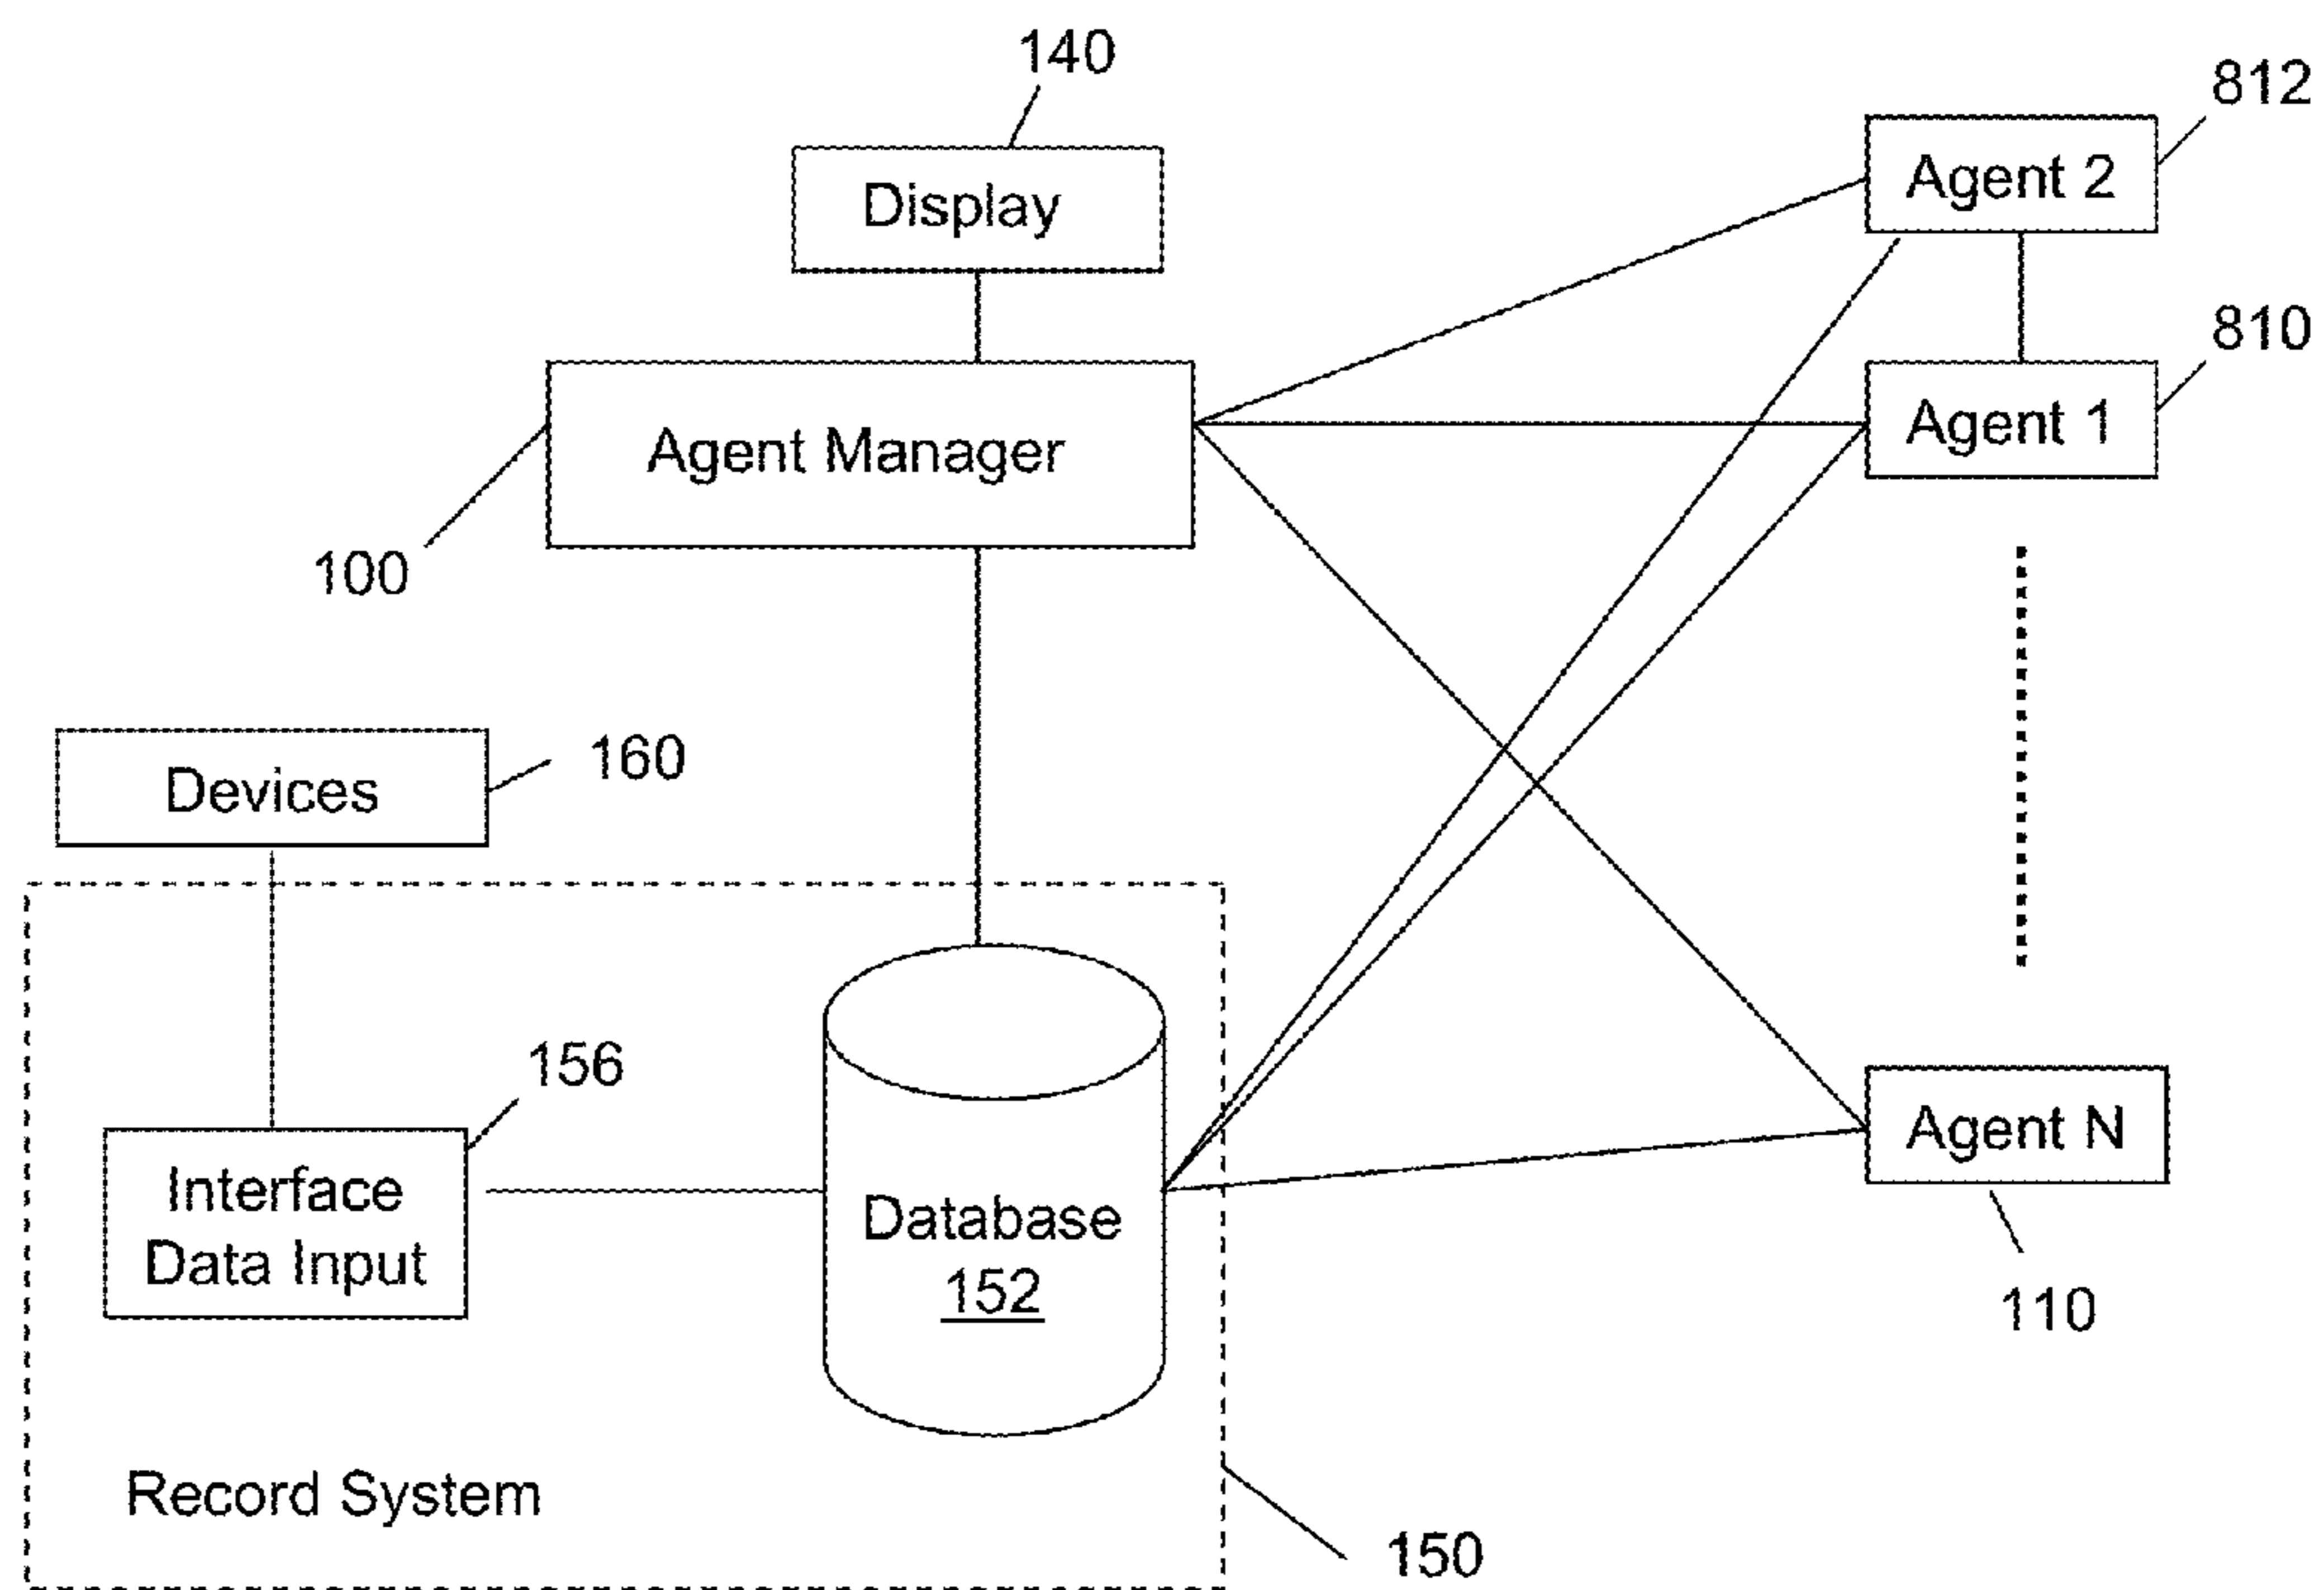 140
812
Display
Agent 2
810
Agent Manager
Agent 1
100
Devices
160
156
Interface
Data Input
Database
152
Agent N
110
Record System
150